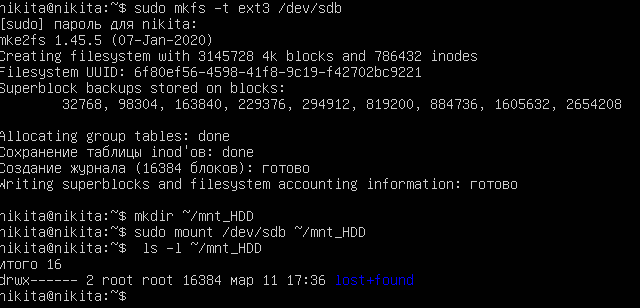 nikita@nikita:~$ sudo mkfs -t ext3 /dev/sdb
[sudo] пароль для nikita:
mke2fs 1.45.5 (07-Jan-2020)
Creating filesystem with 3145728 4k blocks and 786432 inodes
Filesystem UUID: 6f80ef56-4598-41f8-9c19-f42702bc9221
Superblock backups stored on blocks:
32768, 98304, 163840, 229376, 294912, 819200, 884736, 1605632, 2654208
Allocating group tables: done
Сохранение таблицы inod'ов: done
Создание журнала (16384 блоков): готово
Writing superblocks and filesystem accounting information: готово
nikita@nikita:~$ mkdir ~/mnt_HDD
nikita@nikita:~$ sudo mount /dev/sdb ~/mnt_HDD
nikita@nikita:~$  ls -l ~/mnt_HDD
итого 16
drwx------ 2 root root 16384 мар 11 17:36 lost+found
nikita@nikita:~$